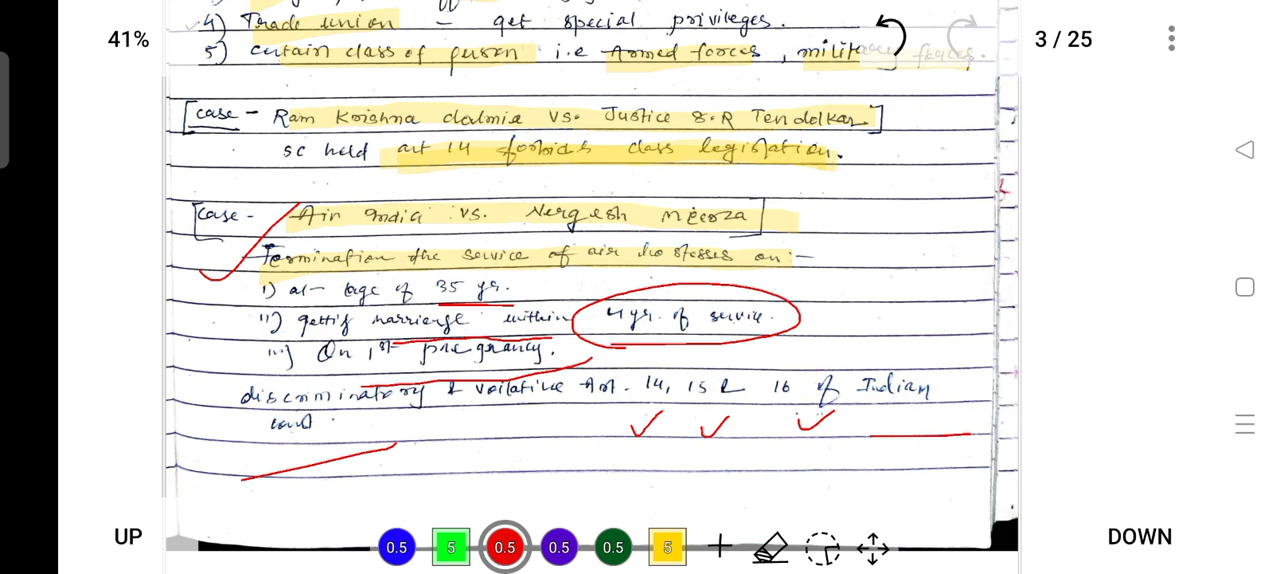 4) Trade union – get special privileges.
41%
3 / 25
5) certain class of person i.e Armed forces, military forces.
[case – Ram Krishna dalmia vs. Justice S.R Tendolkar]
SC held art 14 forbids class legislation.
[case – Air India vs. Nergesh Meerza]
Termination the service of air hostesses on :–
i) at– age of 35 yr.
ii) getting marriage within 4 yr. of service.
iii) On 1st pregnancy.
discriminatory & voilative Art. 14, 15 & 16 of Indian
UP
0.5
5
0.5
0.5
0.5
5
DOWN